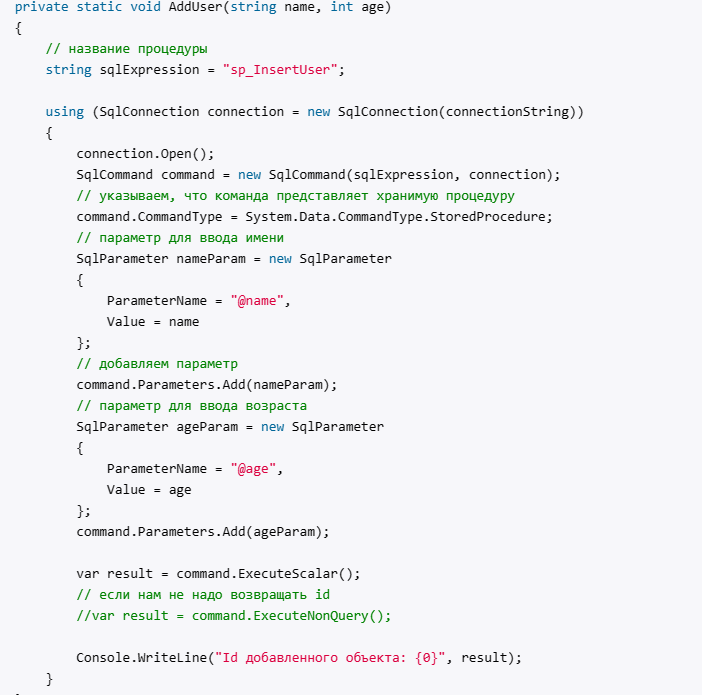 private static void AddUser(string name, int age)
{
    // название процедуры
    string sqlExpression = "sp_InsertUser";

    using (SqlConnection connection = new SqlConnection(connectionString))
    {
        connection.Open();
        SqlCommand command = new SqlCommand(sqlExpression, connection);
        // указываем, что команда представляет хранимую процедуру
        command.CommandType = System.Data.CommandType.StoredProcedure;
        // параметр для ввода имени
        SqlParameter nameParam = new SqlParameter
        {
            ParameterName = "@name",
            Value = name
        };
        // добавляем параметр
        command.Parameters.Add(nameParam);
        // параметр для ввода возраста
        SqlParameter ageParam = new SqlParameter
        {
            ParameterName = "@age",
            Value = age
        };
        command.Parameters.Add(ageParam);

        var result = command.ExecuteScalar();
        // если нам не надо возвращать id
        //var result = command.ExecuteNonQuery();

        Console.WriteLine("Id добавленного объекта: {0}", result);
    }